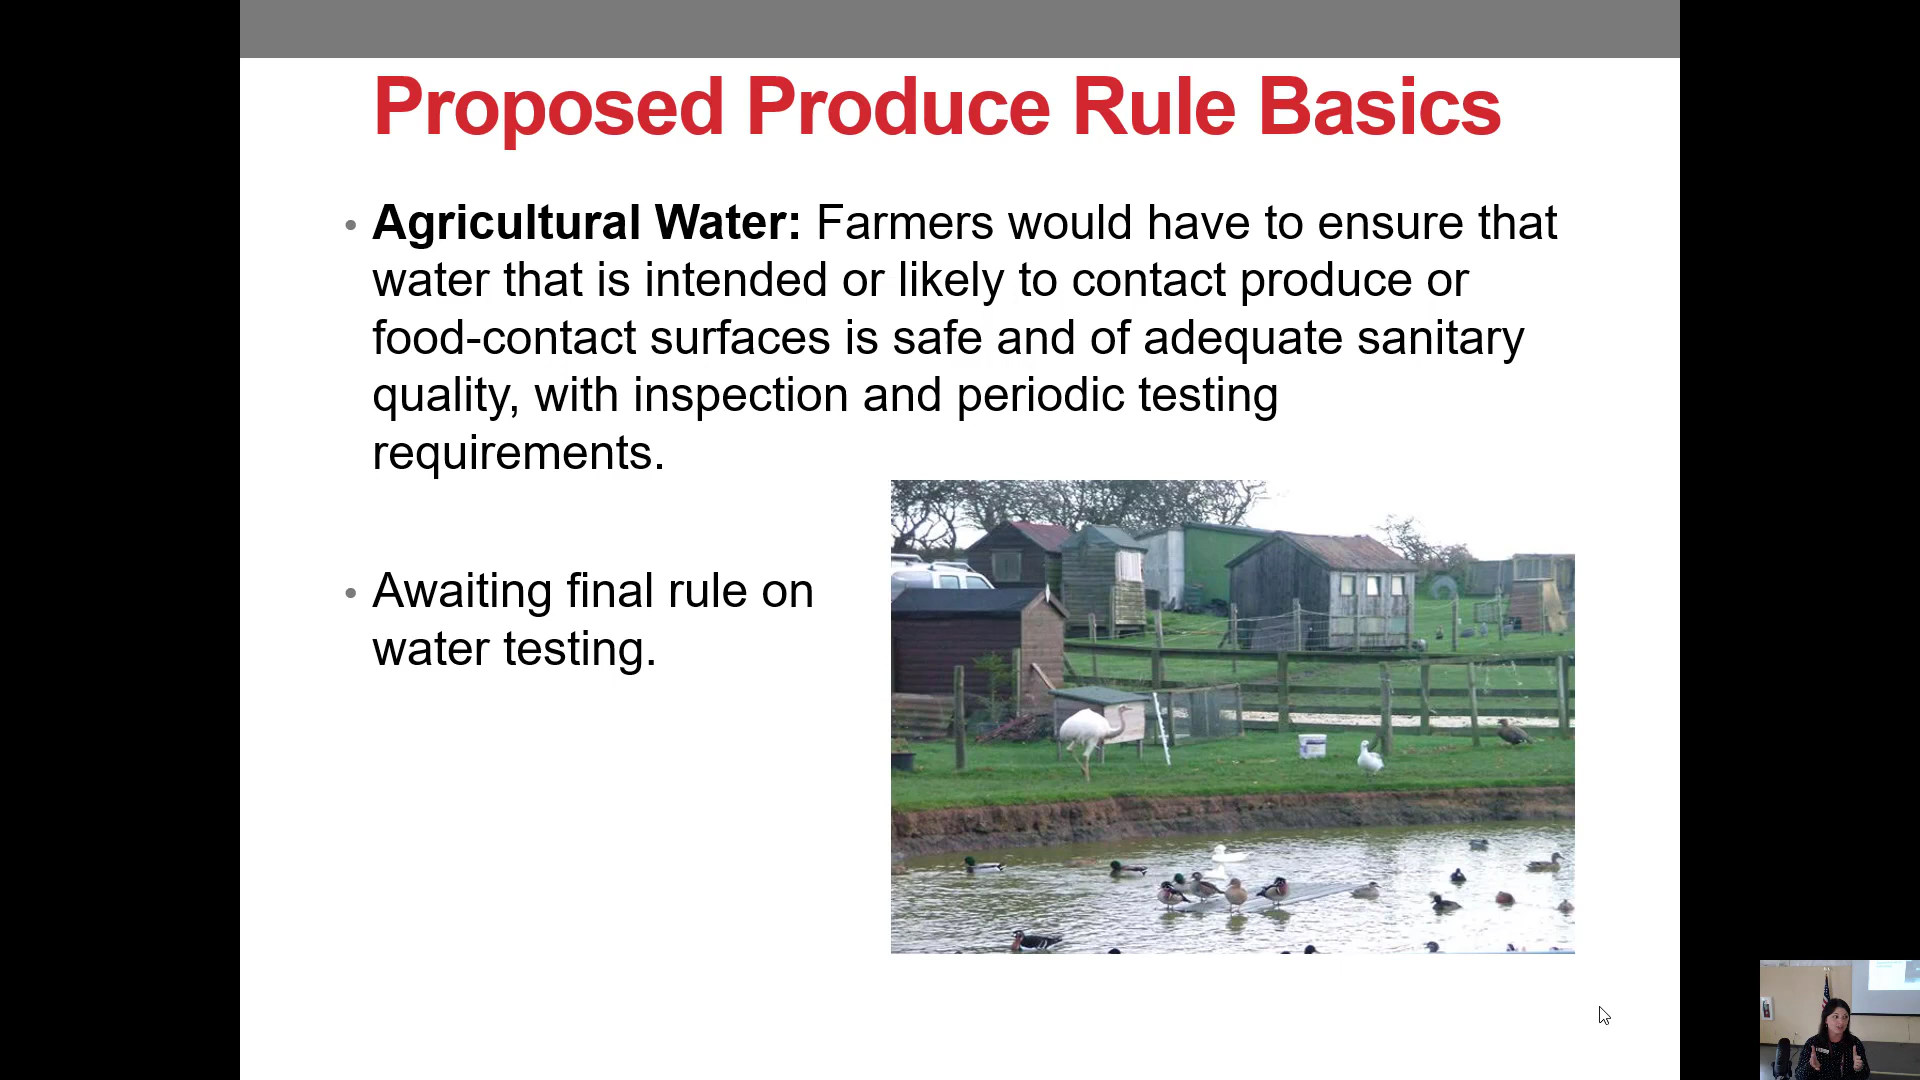 Proposed Produce Rule Basics
• Agricultural Water: Farmers would have to ensure that
water that is intended or likely to contact produce or
food-contact surfaces is safe and of adequate sanitary
quality, with inspection and periodic testing
requirements.
• Awaiting final rule on
water testing.